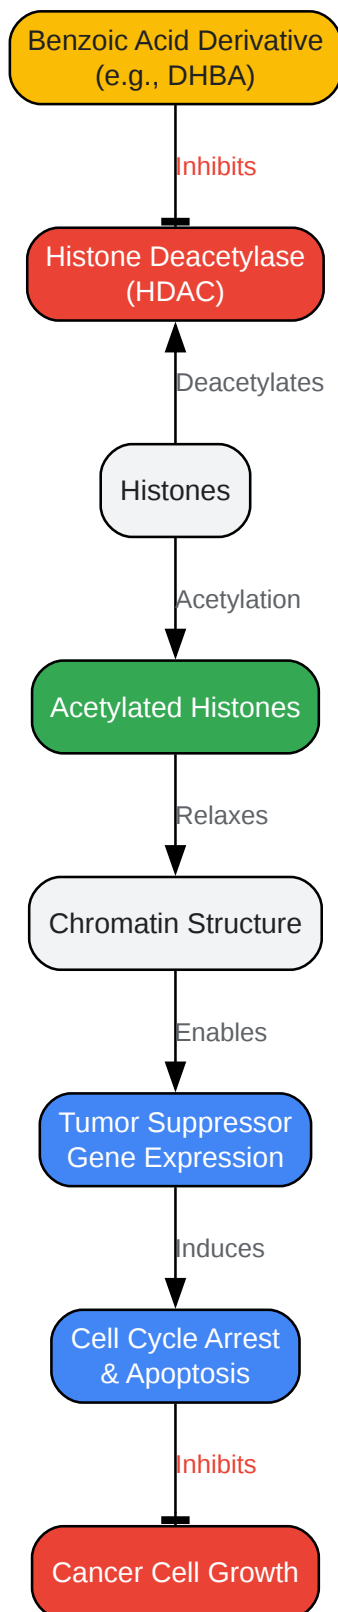 Benzoic Acid Derivative
(e.g., DHBA)
Inhibits
Histone Deacetylase
(HDAC)
Deacetylates
Histones
Acetylation
Acetylated Histones
Relaxes
Chromatin Structure
Enables
Tumor Suppressor
Gene Expression
Induces
Cell Cycle Arrest
& Apoptosis
Inhibits
Cancer Cell Growth